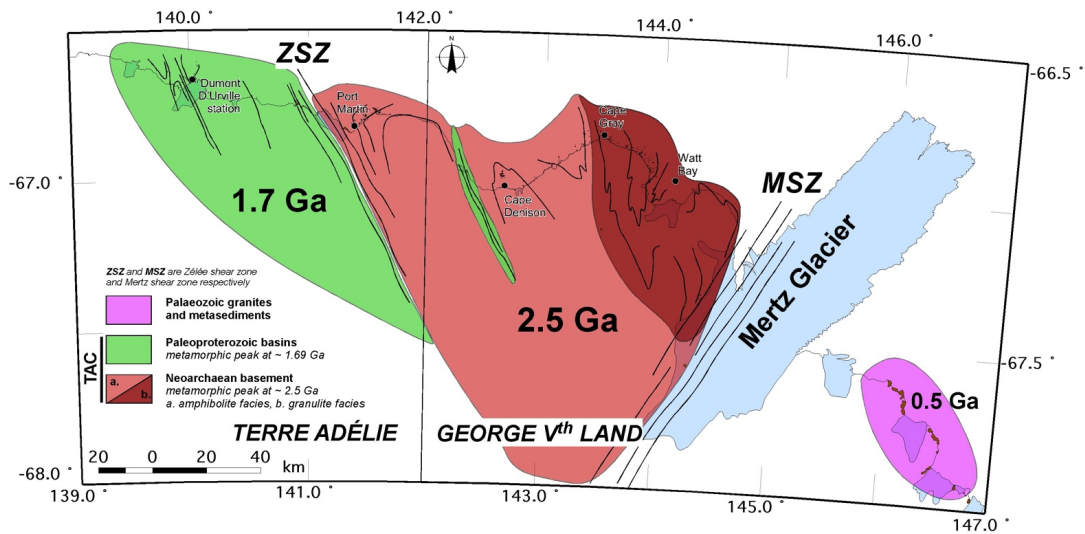 140.0 °
142.0 °
144.0 °
146.0 °
-66.5 °
ZSZ
N
Dumont
D'Urville
station
Port
Martin
Cape
Gray
Watt
Bay
-67.0 °
1.7 Ga
Cape
Denison
MSZ
Mertz Glacier
2.5 Ga
ZSZ and MSZ are Zélée shear zone
and Mertz shear zone respectively
Palaeozoic granites
and metasediments
TAC
Paleoproterozoic basins
metamorphic peak at ~ 1.69 Ga
a.
b.
Neoarchaean basement
metamorphic peak at ~ 2.5 Ga
a. amphibolite facies, b. granulite facies
-67.5 °
0.5 Ga
TERRE ADÉLIE
GEORGE Vth LAND
20 0 20 40
km
-68.0 °
139.0 °
141.0 °
143.0 °
145.0 °
147.0 °